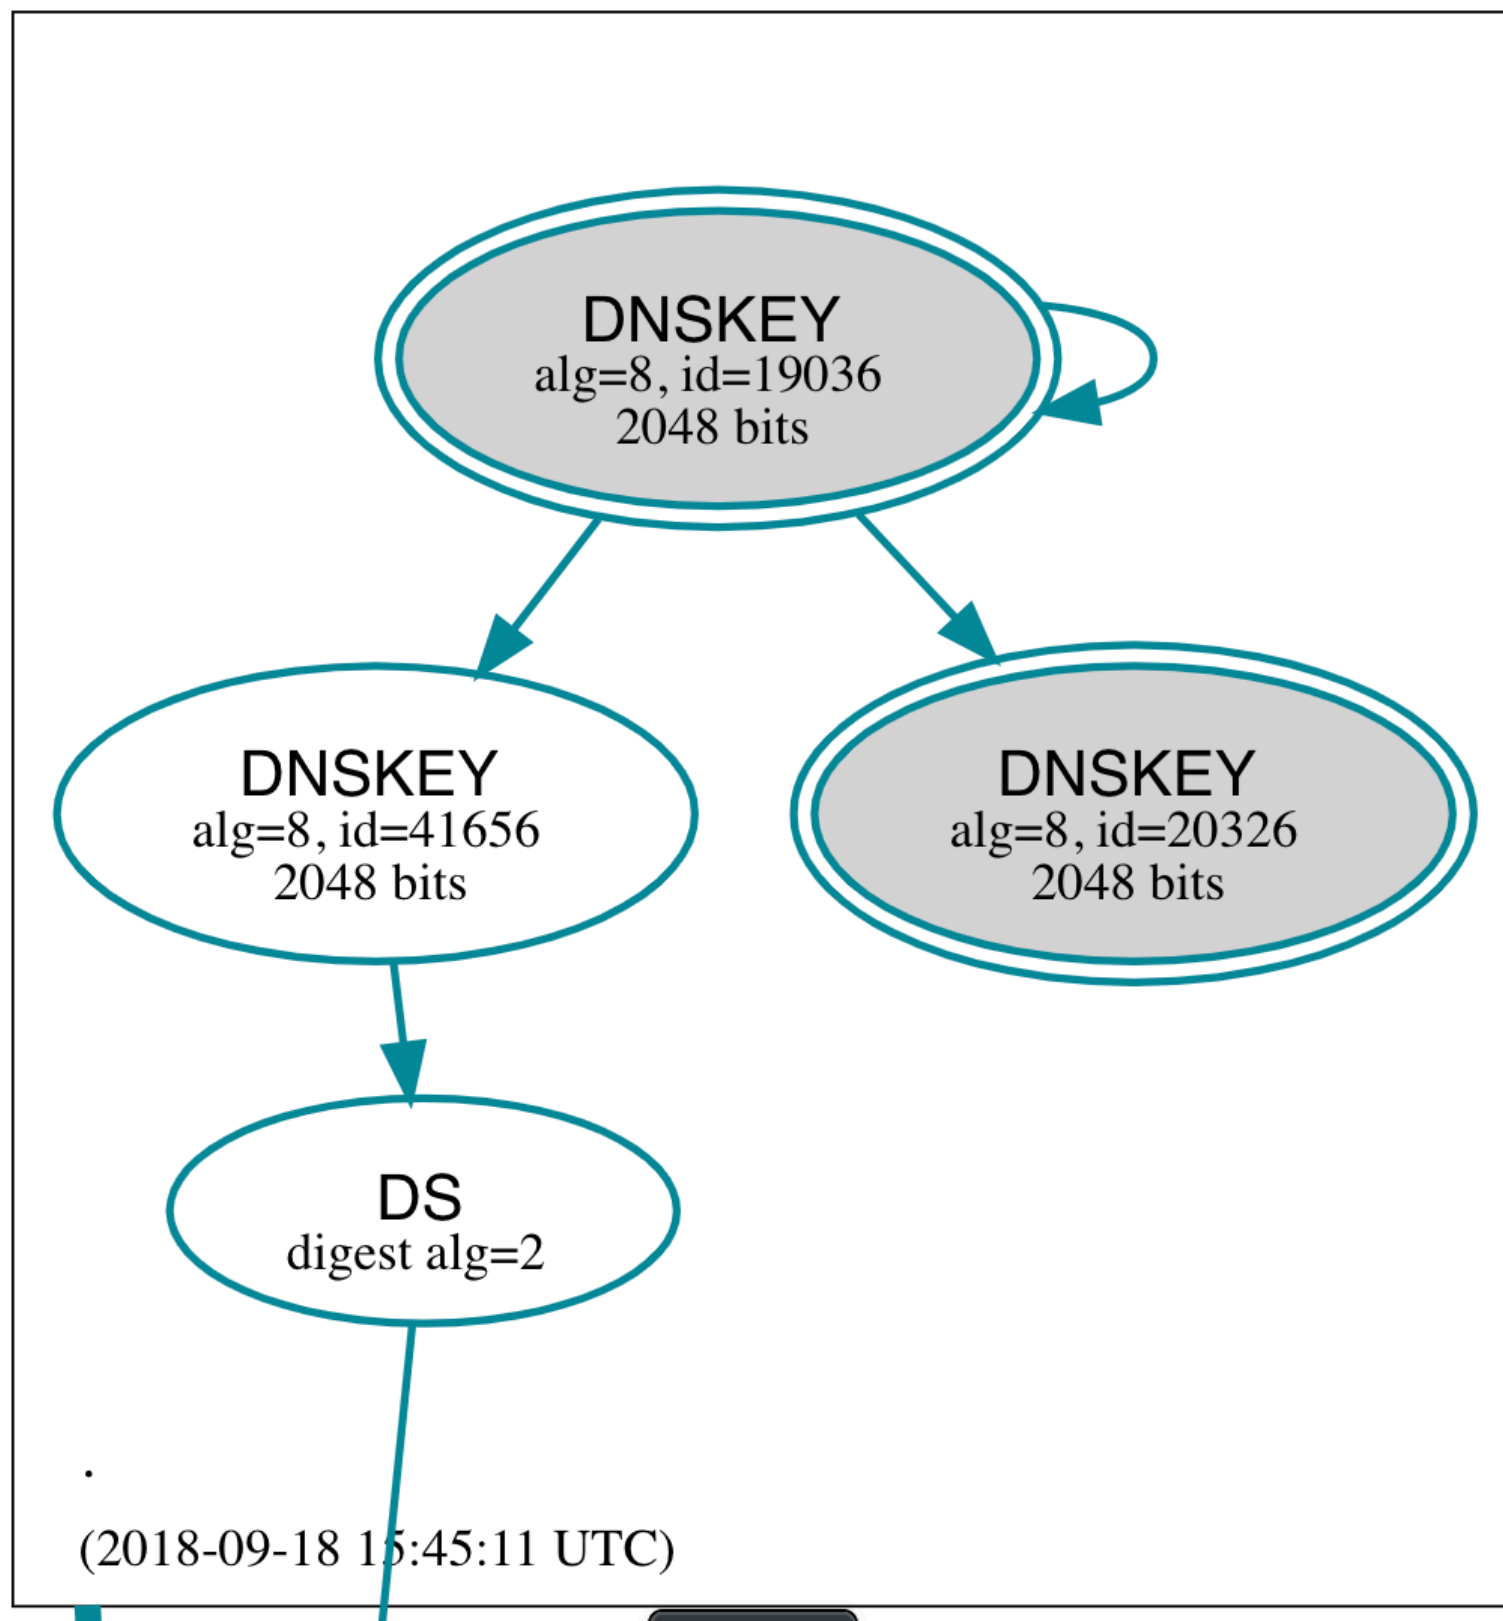 DNSKEY
alg=8, id=19036
2048 bits
DNSKEY
alg=8, id=41656
2048 bits
DNSKEY
alg=8, id=20326
2048 bits
DS
digest alg=2
.
(2018-09-18 15:45:11 UTC)